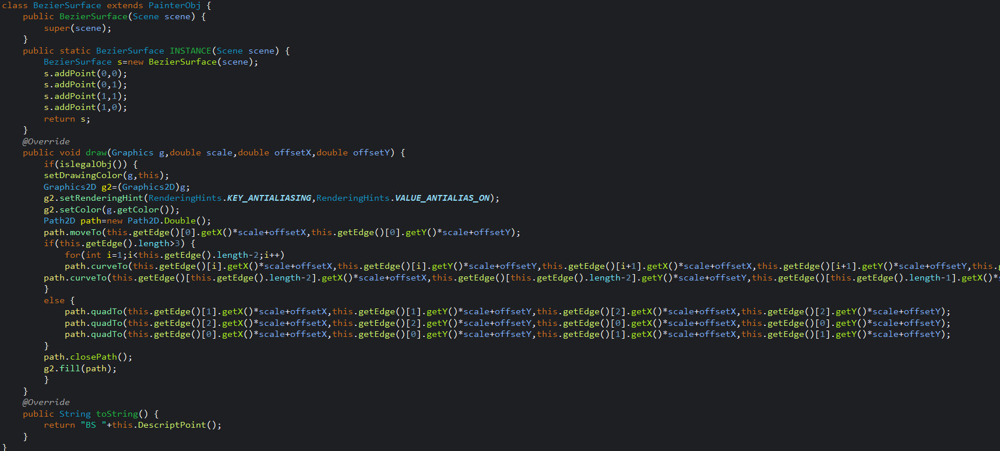 class BezierSurface extends PainterObj {
    public BezierSurface(Scene scene) {
        super(scene);
    }
    public static BezierSurface INSTANCE(Scene scene) {
        BezierSurface s=new BezierSurface(scene);
        s.addPoint(0,0);
        s.addPoint(0,1);
        s.addPoint(1,1);
        s.addPoint(1,0);
        return s;
    }
    @Override
    public void draw(Graphics g,double scale,double offsetX,double offsetY) {
        if(islegalObj()) {
        setDrawingColor(g,this);
        Graphics2D g2=(Graphics2D)g;
        g2.setRenderingHint(RenderingHints.KEY_ANTIALIASING,RenderingHints.VALUE_ANTIALIAS_ON);
        g2.setColor(g.getColor());
        Path2D path=new Path2D.Double();
        path.moveTo(this.getEdge()[0].getX()*scale+offsetX,this.getEdge()[0].getY()*scale+offsetY);
        if(this.getEdge().length>3) {
            for(int i=1;i<this.getEdge().length-2;i++)
            path.curveTo(this.getEdge()[i].getX()*scale+offsetX,this.getEdge()[i].getY()*scale+offsetY,this.getEdge()[i+1].getX()*scale+offsetX,this.getEdge()[i+1].getY()*scale+offsetY,this.
        path.curveTo(this.getEdge()[this.getEdge().length-2].getX()*scale+offsetX,this.getEdge()[this.getEdge().length-2].getY()*scale+offsetY,this.getEdge()[this.getEdge().length-1].getX()*
        }
        else {
            path.quadTo(this.getEdge()[1].getX()*scale+offsetX,this.getEdge()[1].getY()*scale+offsetY,this.getEdge()[2].getX()*scale+offsetX,this.getEdge()[2].getY()*scale+offsetY);
            path.quadTo(this.getEdge()[2].getX()*scale+offsetX,this.getEdge()[2].getY()*scale+offsetY,this.getEdge()[0].getX()*scale+offsetX,this.getEdge()[0].getY()*scale+offsetY);
            path.quadTo(this.getEdge()[0].getX()*scale+offsetX,this.getEdge()[0].getY()*scale+offsetY,this.getEdge()[1].getX()*scale+offsetX,this.getEdge()[1].getY()*scale+offsetY);
        }
        path.closePath();
        g2.fill(path);
        }
    }
    @Override
    public String toString() {
        return "BS "+this.DescriptPoint();
    }
}